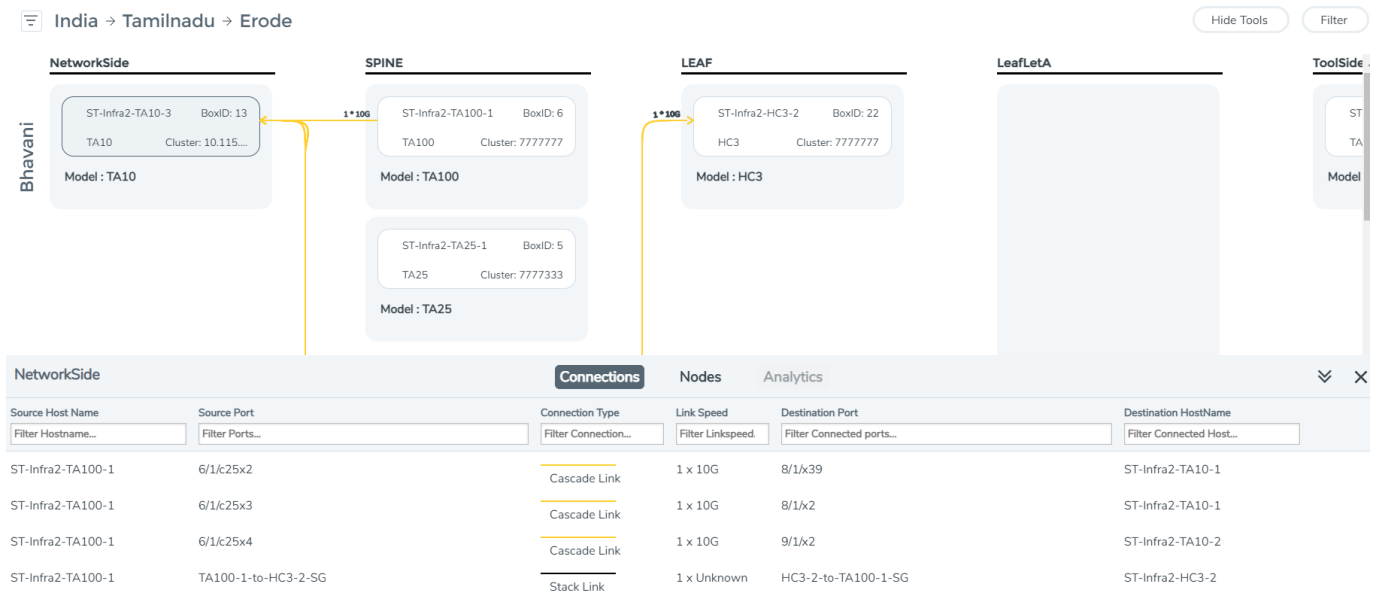 India → Tamilnadu → Erode
Hide Tools
Filter
NetworkSide
SPINE
LEAF
LeafLetA
ToolSide
Bhavani
ST-Infra2-TA10-3 BoxID: 13
TA10 Cluster: 10.115....
Model : TA10
1 * 10G
ST-Infra2-TA100-1 BoxID: 6
TA100 Cluster: 7777777
Model : TA100
ST-Infra2-TA25-1 BoxID: 5
TA25 Cluster: 7777333
Model : TA25
1 * 10G
ST-Infra2-HC3-2 BoxID: 22
HC3 Cluster: 7777777
Model : HC3
ST
TA
Model
NetworkSide
Connections
Nodes
Analytics
Source Host Name Source Port Connection Type Link Speed Destination Port Destination HostName
Filter Hostname... Filter Ports... Filter Connection... Filter Linkspeed. Filter Connected ports... Filter Connected Host...
ST-Infra2-TA100-1 6/1/c25x2 Cascade Link 1 x 10G 8/1/x39 ST-Infra2-TA10-1
ST-Infra2-TA100-1 6/1/c25x3 Cascade Link 1 x 10G 8/1/x2 ST-Infra2-TA10-1
ST-Infra2-TA100-1 6/1/c25x4 Cascade Link 1 x 10G 9/1/x2 ST-Infra2-TA10-2
ST-Infra2-TA100-1 TA100-1-to-HC3-2-SG Stack Link 1 x Unknown HC3-2-to-TA100-1-SG ST-Infra2-HC3-2